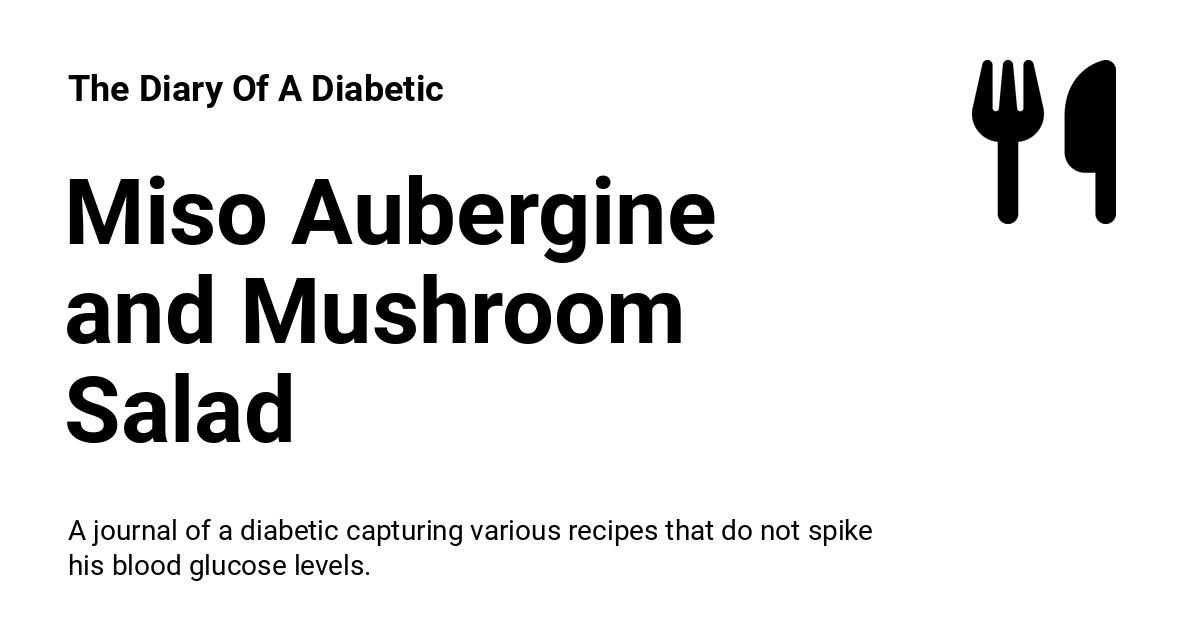 The Diary Of A Diabetic
Miso Aubergine
and Mushroom
Salad
A journal of a diabetic capturing various recipes that do not spike
his blood glucose levels.